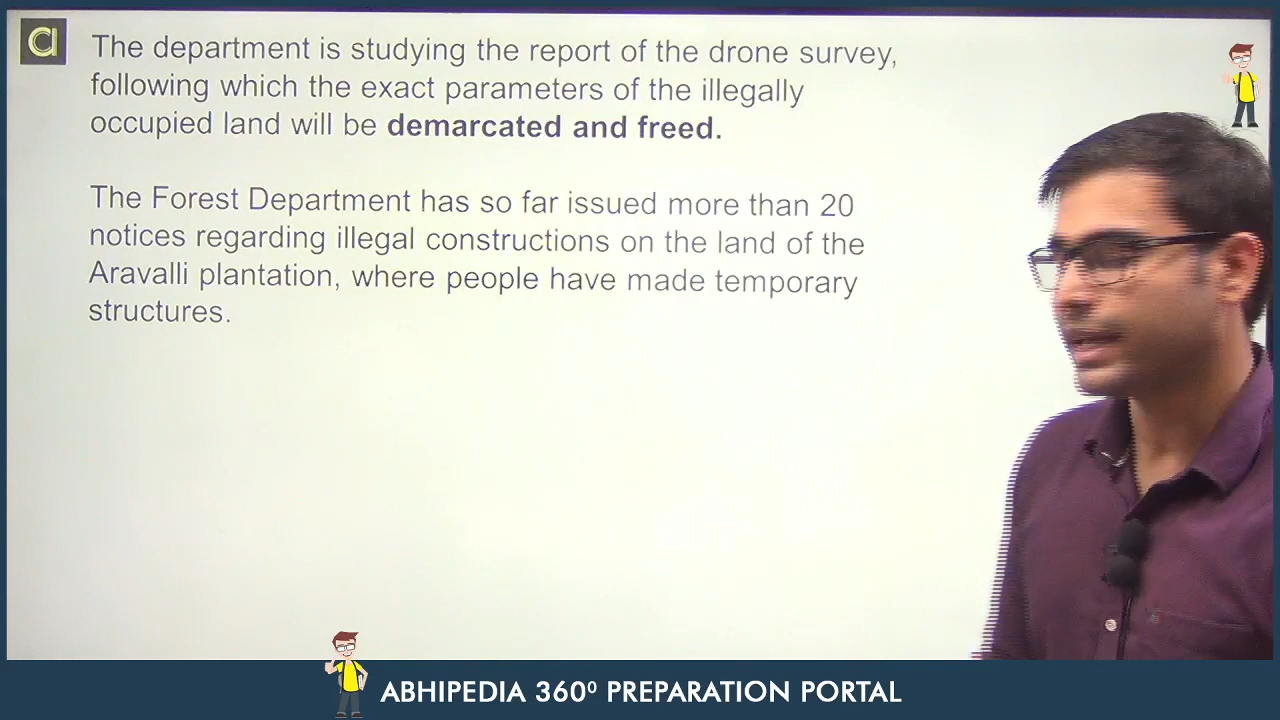 The department is studying the report of the drone survey,
following which the exact parameters of the illegally
occupied land will be demarcated and freed.
The Forest Department has so far issued more than 20
notices regarding illegal constructions on the land of the
Aravalli plantation, where people have made temporary
structures.
ABHIPEDIA 360⁰ PREPARATION PORTAL